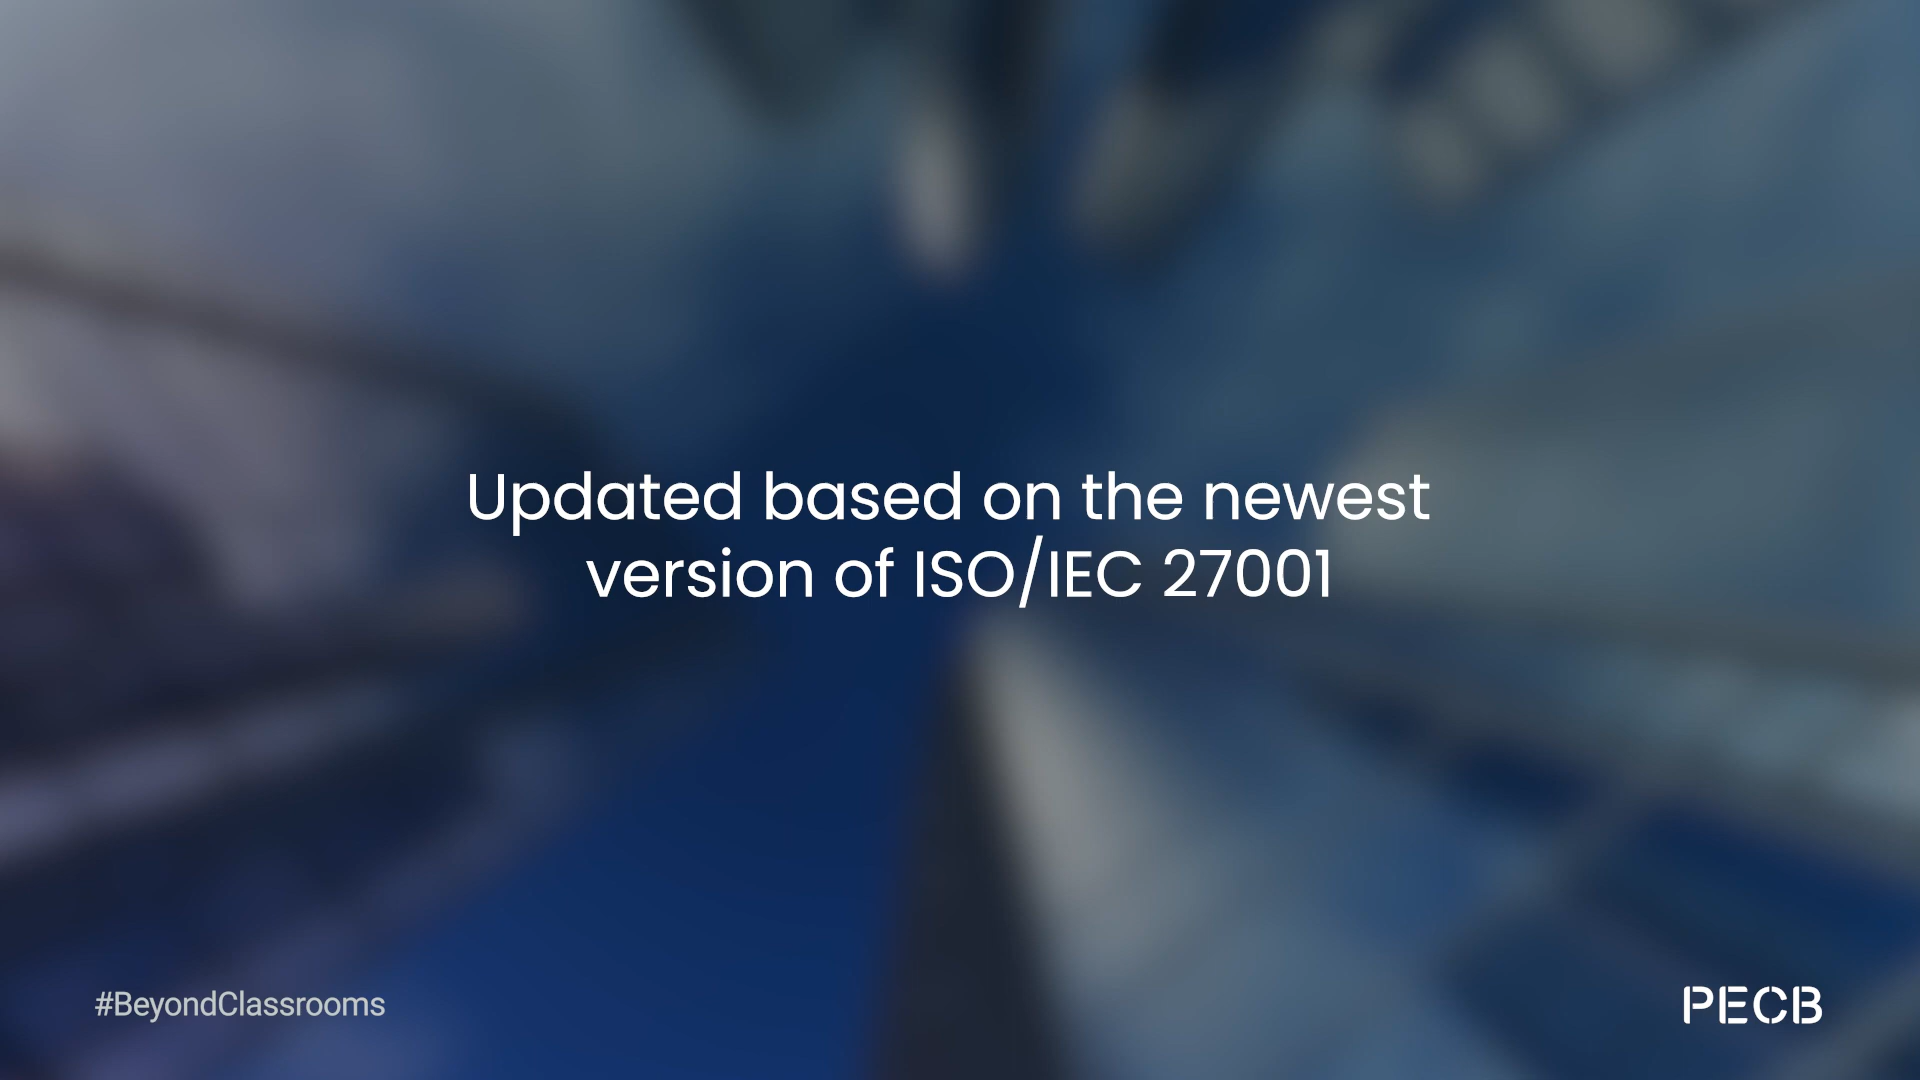 Updated based on the newest
version of ISO/IEC 27001
#BeyondClassrooms
PECB